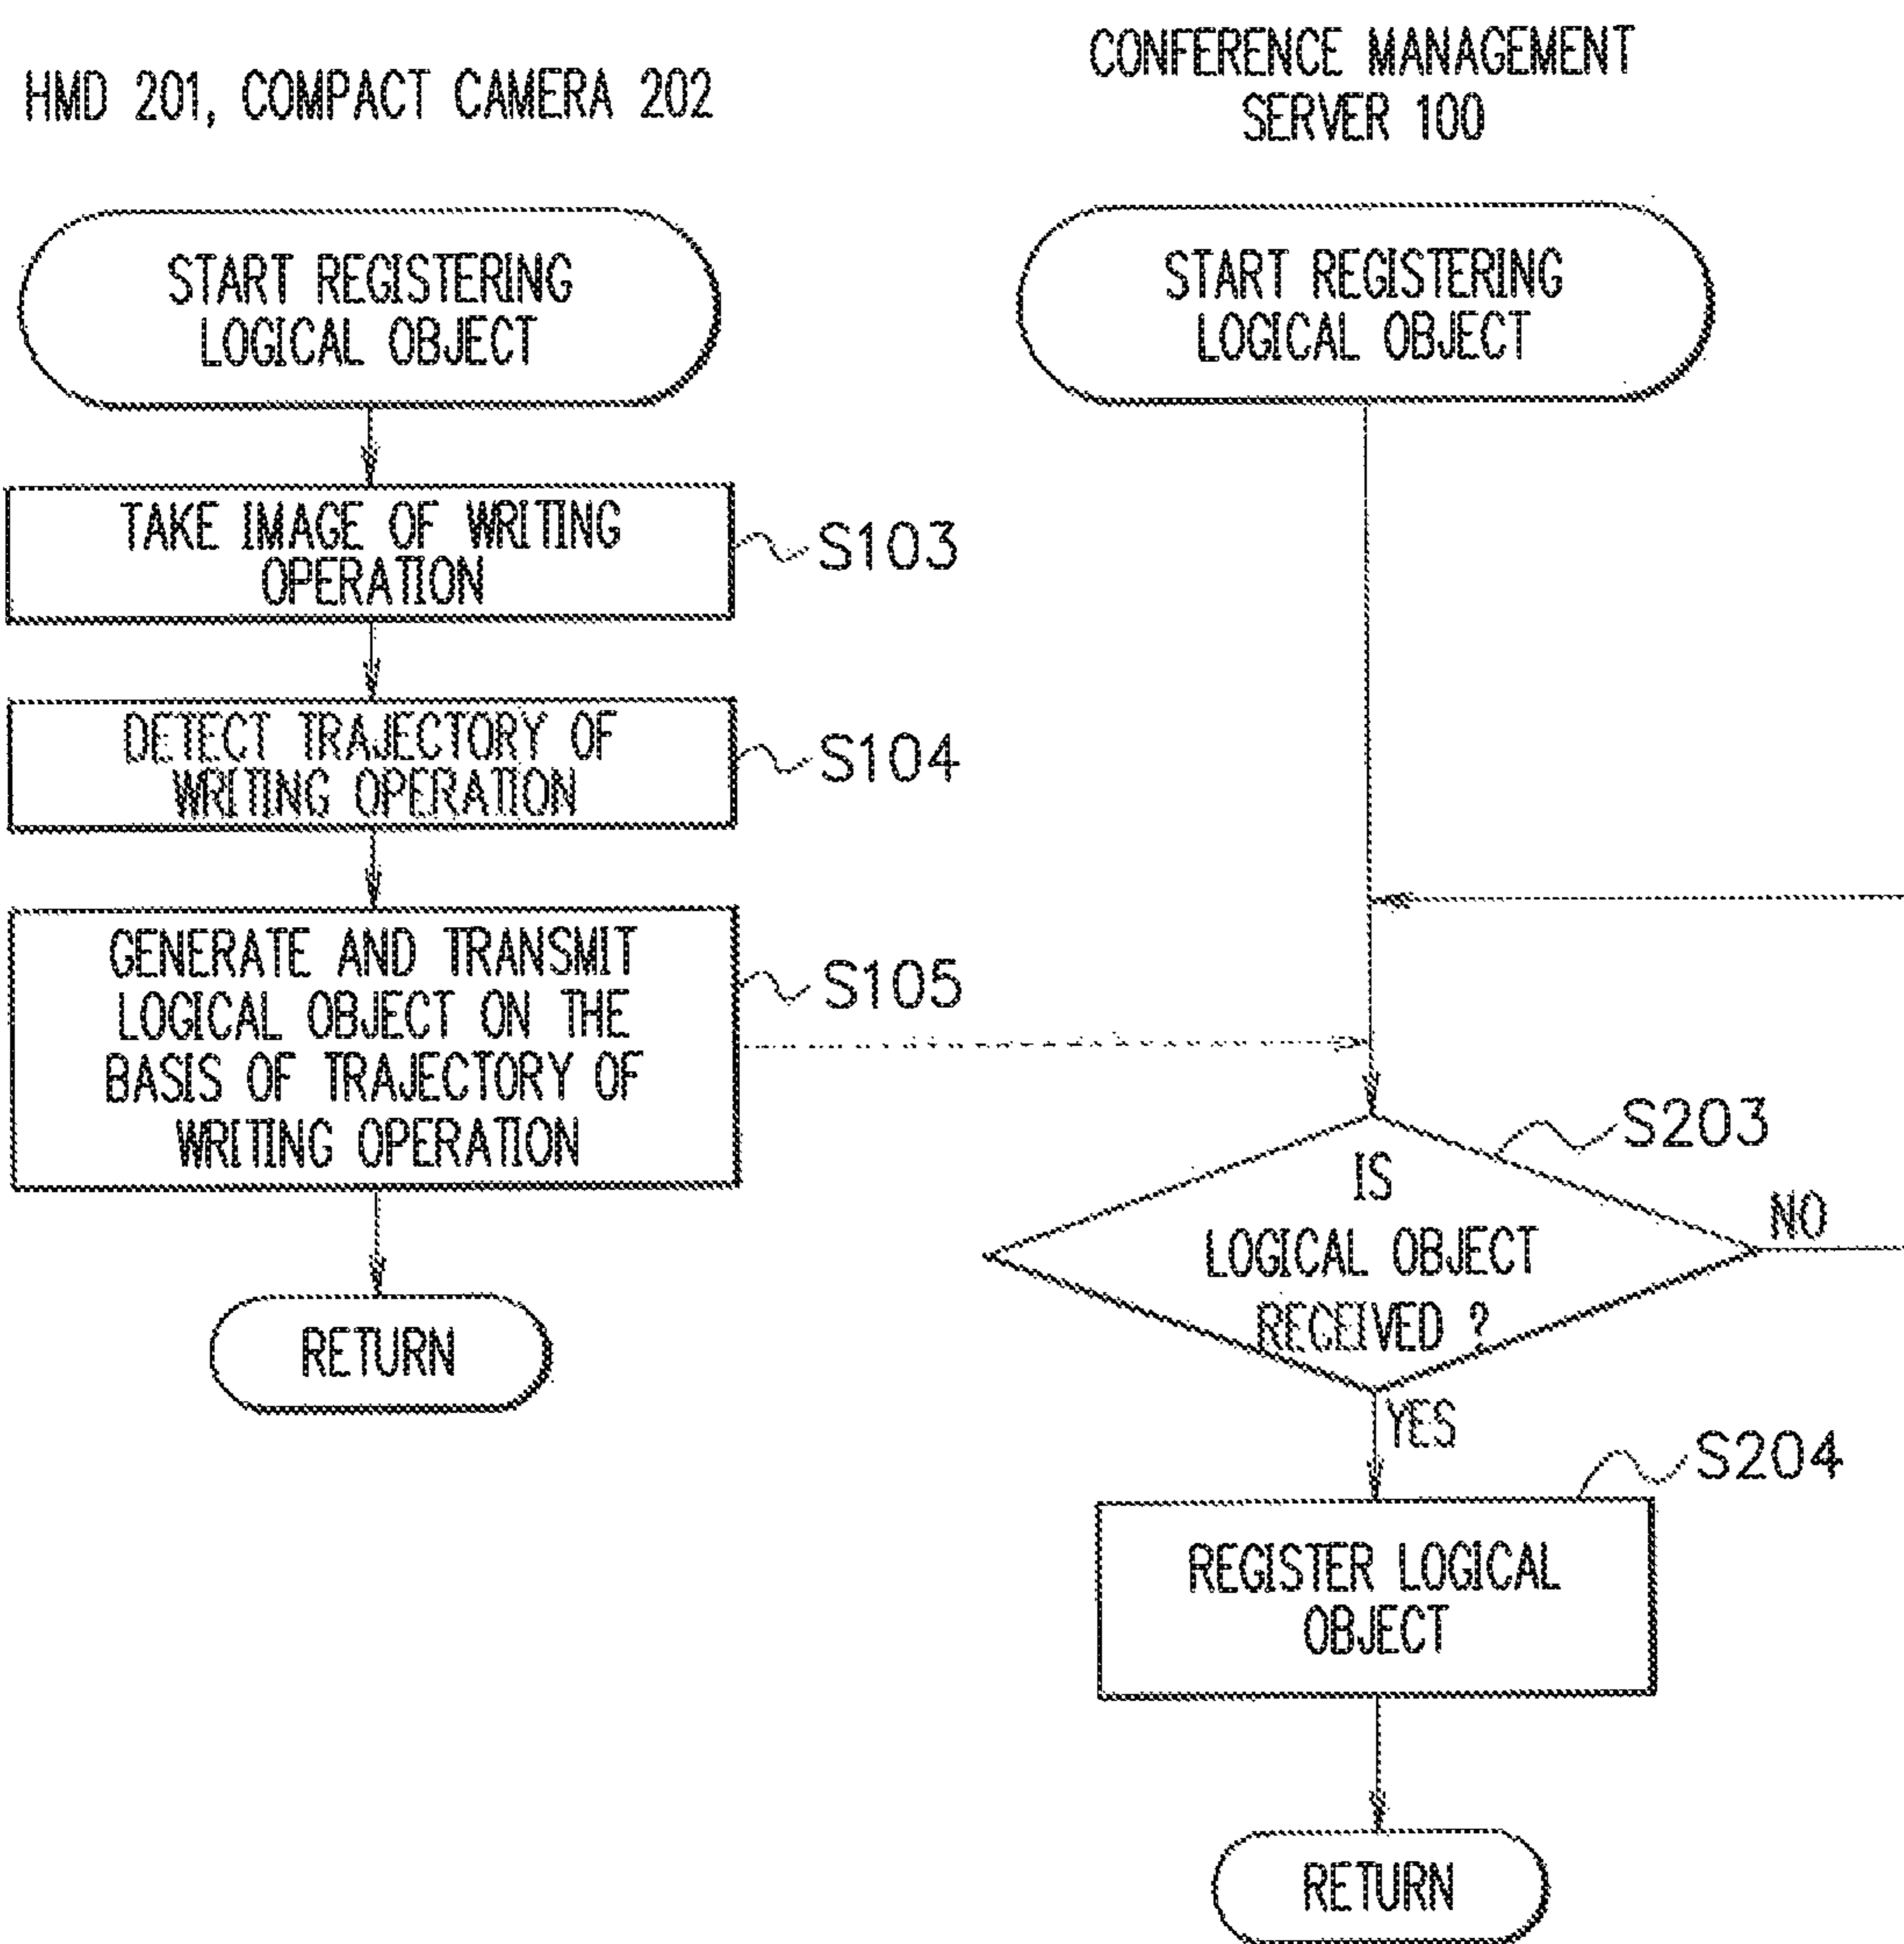 HMD 201, COMPACT CAMERA 202
START REGISTERING
LOGICAL OBJECT
TAKE IMAGE OF WRITING
OPERATION
S103
DETECT TRAJECTORY OF
WRITING OPERATION
S104
GENERATE AND TRANSMIT
LOGICAL OBJECT ON THE
BASIS OF TRAJECTORY OF
WRITING OPERATION
S105
RETURN
CONFERENCE MANAGEMENT
SERVER 100
START REGISTERING
LOGICAL OBJECT
IS
LOGICAL OBJECT
RECEIVED ?
S203
NO
YES
S204
REGISTER LOGICAL
OBJECT
RETURN